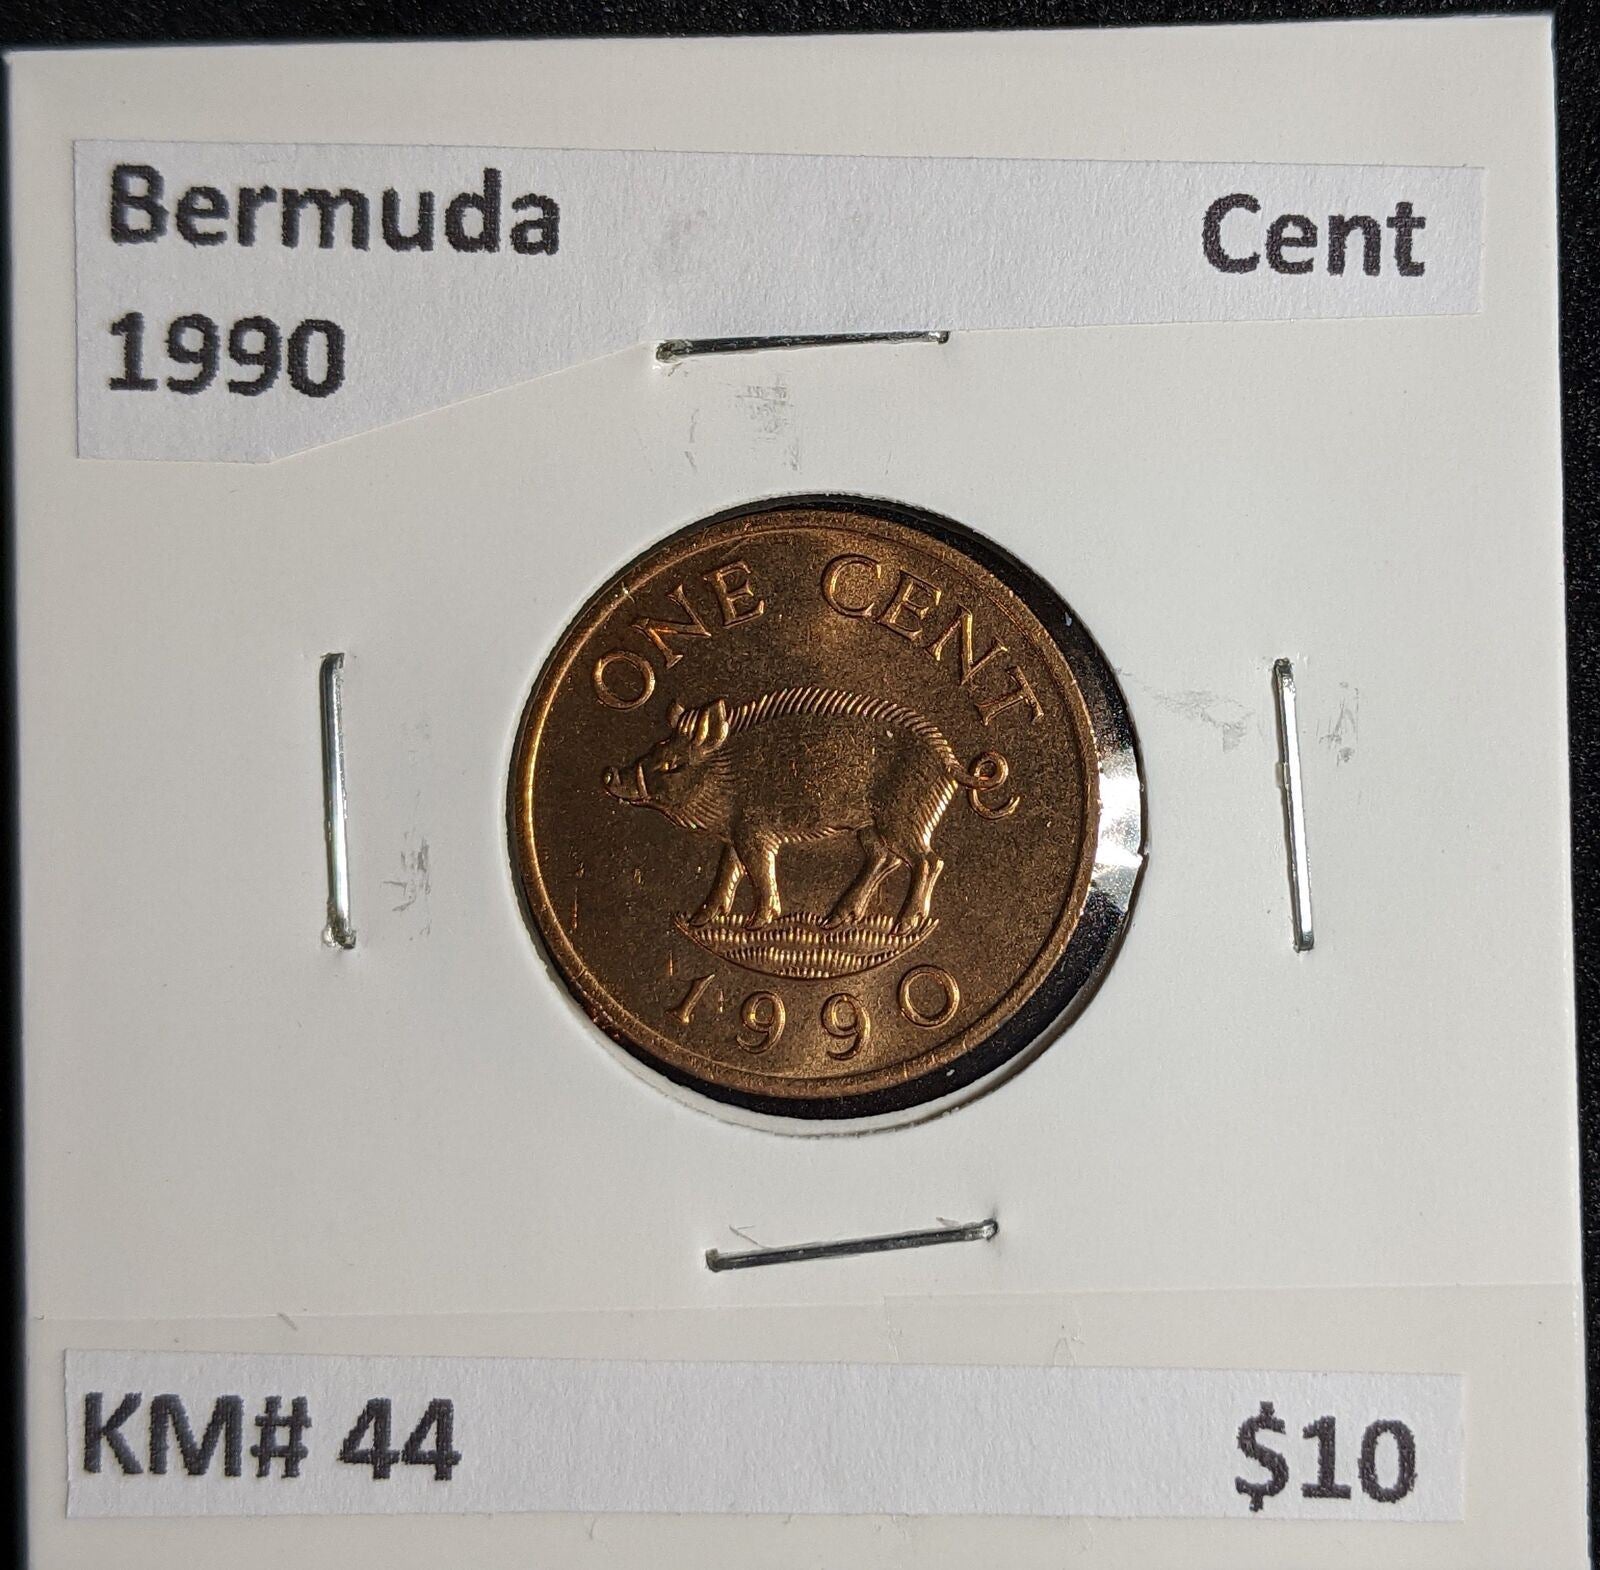 Bermuda Cent
1990
ONE CENT
1990
KM# 44 $10